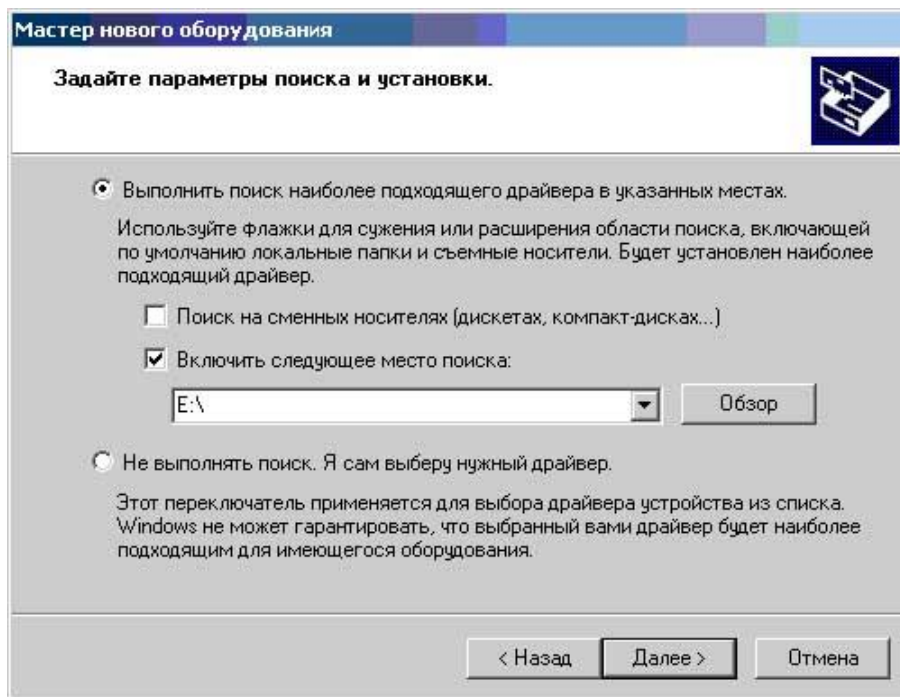 Мастер нового оборудования
Задайте параметры поиска и установки.
Выполнить поиск наиболее подходящего драйвера в указанных местах.
Используйте флажки для сужения или расширения области поиска, включающей
по умолчанию локальные папки и съемные носители. Будет установлен наиболее
подходящий драйвер.
Поиск на сменных носителях (дискетах, компакт-дисках...)
Включить следующее место поиска:
E:\
Обзор
Не выполнять поиск. Я сам выберу нужный драйвер.
Этот переключатель применяется для выбора драйвера устройства из списка.
Windows не может гарантировать, что выбранный вами драйвер будет наиболее
подходящим для имеющегося оборудования.
< Назад
Далее >
Отмена